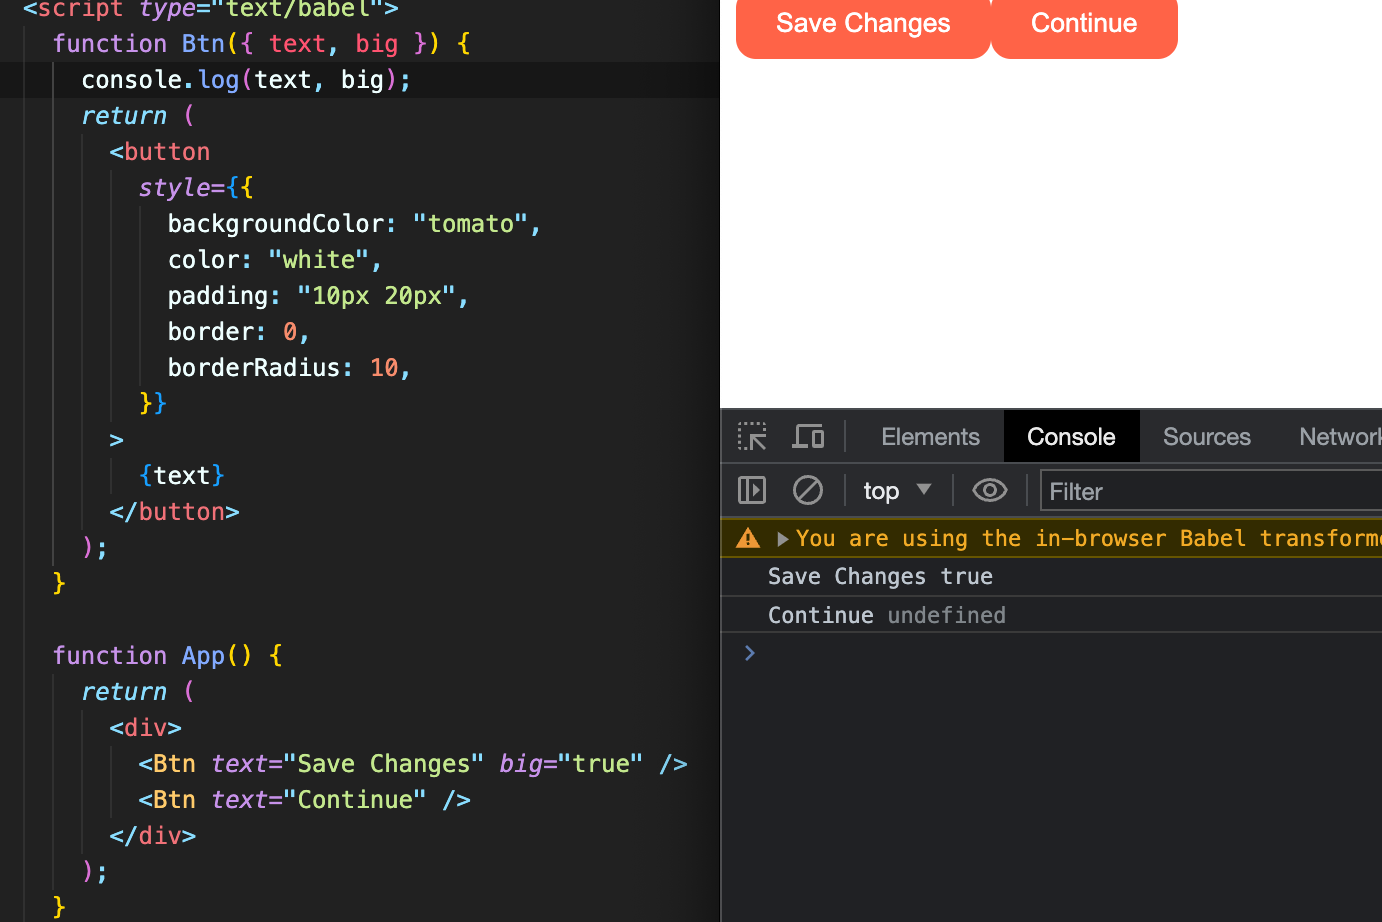 <script type="text/babel">
function Btn({ text, big }) {
console.log(text, big);
return (
<button
style={{
backgroundColor: "tomato",
color: "white",
padding: "10px 20px",
border: 0,
borderRadius: 10,
}}
>
{text}
</button>
);
}
function App() {
return (
<div>
<Btn text="Save Changes" big="true" />
<Btn text="Continue" />
</div>
);
}
Save Changes Continue
Elements Console Sources Network
top Filter
You are using the in-browser Babel transforme
Save Changes true
Continue undefined